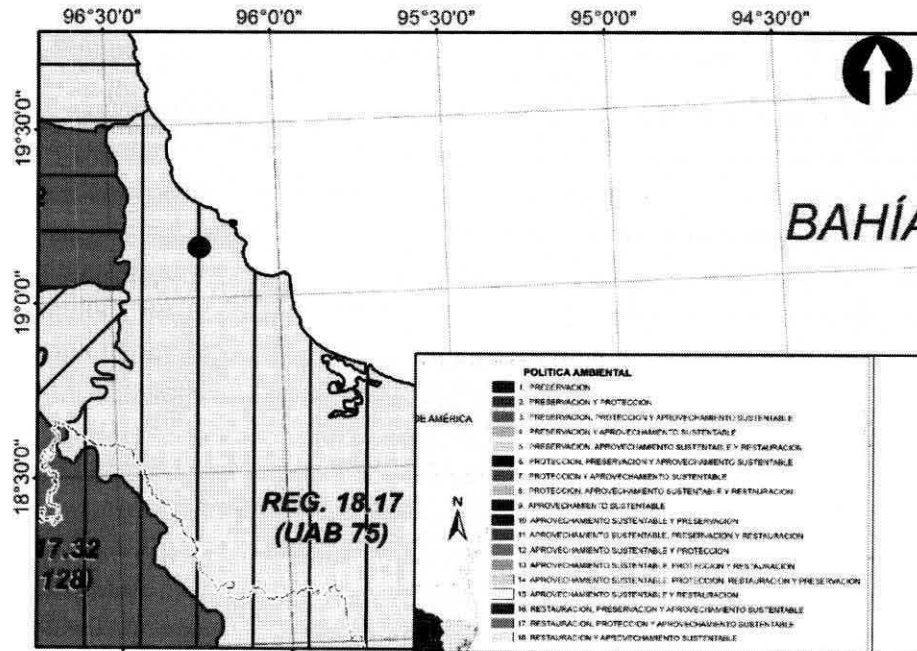 96°30'0" 96°0'0" 95°30'0" 95°0'0" 94°30'0"
19°30'0"
19°0'0"
18°30'0"
BAHÍA
REG. 18.17
(UAB 75)
17.32
128)
DE AMÉRICA
N
POLITICA AMBIENTAL
1. PRESERVACION
2. PRESERVACION Y PROTECCION
3. PRESERVACION, PROTECCION Y APROVECHAMIENTO SUSTENTABLE
4. PRESERVACION Y APROVECHAMIENTO SUSTENTABLE
5. PRESERVACION, APROVECHAMIENTO SUSTENTABLE Y RESTAURACION
6. PROTECCION, PRESERVACION Y APROVECHAMIENTO SUSTENTABLE
7. PROTECCION Y APROVECHAMIENTO SUSTENTABLE
8. PROTECCION, APROVECHAMIENTO SUSTENTABLE Y RESTAURACION
9. APROVECHAMIENTO SUSTENTABLE
10. APROVECHAMIENTO SUSTENTABLE Y PRESERVACION
11. APROVECHAMIENTO SUSTENTABLE, PRESERVACION Y RESTAURACION
12. APROVECHAMIENTO SUSTENTABLE Y PROTECCION
13. APROVECHAMIENTO SUSTENTABLE, PROTECCION Y RESTAURACION
14. APROVECHAMIENTO SUSTENTABLE, PROTECCION, RESTAURACION Y PRESERVACION
15. APROVECHAMIENTO SUSTENTABLE Y RESTAURACION
16. RESTAURACION, PRESERVACION Y APROVECHAMIENTO SUSTENTABLE
17. RESTAURACION, PROTECCION Y APROVECHAMIENTO SUSTENTABLE
18. RESTAURACION Y APROVECHAMIENTO SUSTENTABLE